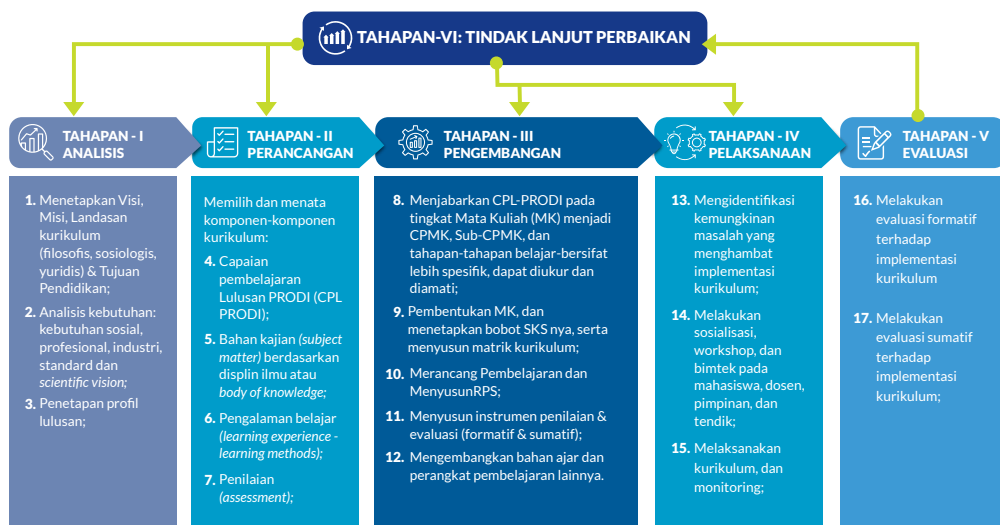 TAHAPAN-VI: TINDAK LANJUT PERBAIKAN
TAHAPAN - I
ANALISIS
1. Menetapkan Visi,
Misi, Landasan
kurikulum
(filosofis, sosiologis,
yuridis) & Tujuan
Pendidikan;
2. Analisis kebutuhan:
kebutuhan sosial,
profesional, industri,
standard dan
scientific vision;
3. Penetapan profil
lulusan;
TAHAPAN - II
PERANCANGAN
Memilih dan menata
komponen-komponen
kurikulum:
4. Capaian
pembelajaran
Lulusan PRODI (CPL
PRODI);
5. Bahan kajian (subject
matter) berdasarkan
displin ilmu atau
body of knowledge;
6. Pengalaman belajar
(learning experience -
learning methods);
7. Penilaian
(assessment);
TAHAPAN - III
PENGEMBANGAN
8. Menjabarkan CPL-PRODI pada
tingkat Mata Kuliah (MK) menjadi
CPMK, Sub-CPMK, dan
tahapan-tahapan belajar-bersifat
lebih spesifik, dapat diukur dan
diamati;
9. Pembentukan MK, dan
menetapkan bobot SKS nya, serta
menyusun matrik kurikulum;
10. Merancang Pembelajaran dan
MenyusunRPS;
11. Menyusun instrumen penilaian &
evaluasi (formatif & sumatif);
12. Mengembangkan bahan ajar dan
perangkat pembelajaran lainnya.
TAHAPAN - IV
PELAKSANAAN
13. Mengidentifikasi
kemungkinan
masalah yang
menghambat
implementasi
kurikulum;
14. Melakukan
sosialisasi,
workshop, dan
bimtek pada
mahasiswa, dosen,
pimpinan, dan
tendik;
15. Melaksanakan
kurikulum, dan
monitoring;
TAHAPAN - V
EVALUASI
16. Melakukan
evaluasi formatif
terhadap
implementasi
kurikulum
17. Melakukan
evaluasi sumatif
terhadap
implementasi
kurikulum;